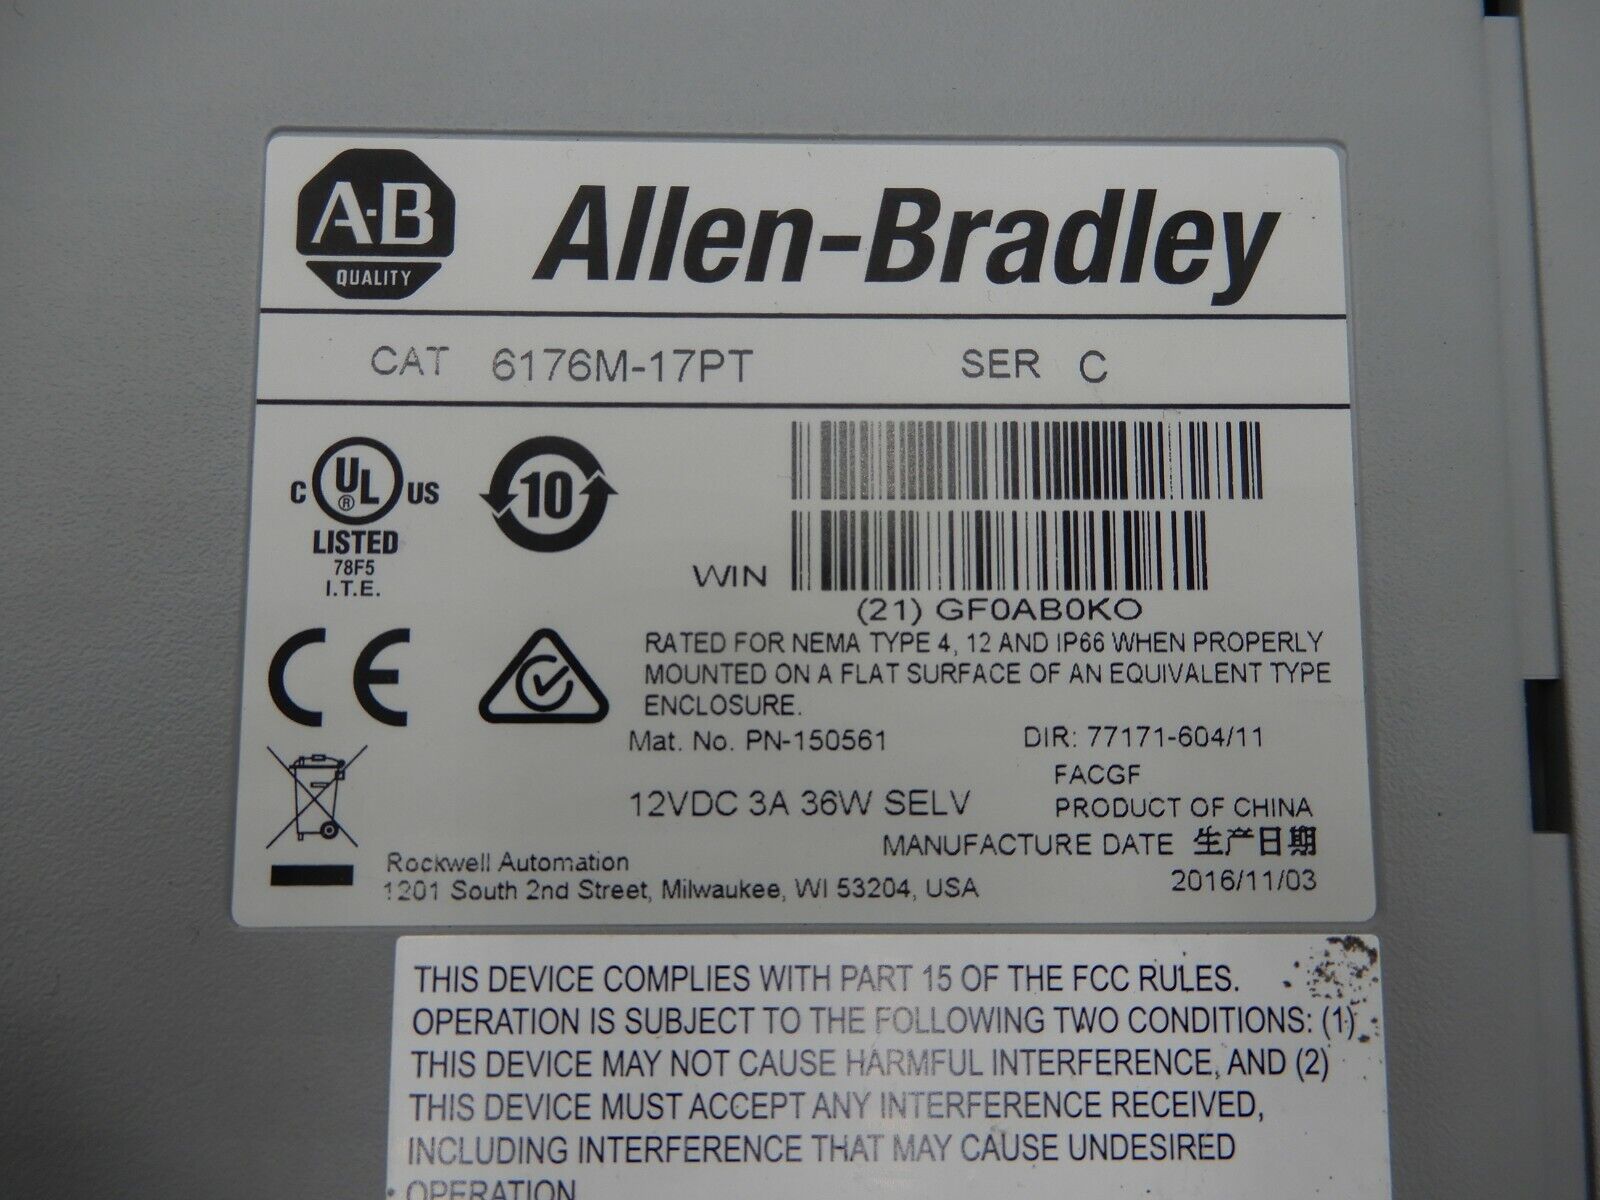 A-B
QUALITY
Allen-Bradley
CAT 6176M-17PT SER C
C UL ® US
LISTED
78F5
I.T.E.
10
WIN
(21) GF0AB0KO
RATED FOR NEMA TYPE 4, 12 AND IP66 WHEN PROPERLY
MOUNTED ON A FLAT SURFACE OF AN EQUIVALENT TYPE
ENCLOSURE.
CE
Mat. No. PN-150561 DIR: 77171-604/11
FACGF
12VDC 3A 36W SELV PRODUCT OF CHINA
MANUFACTURE DATE 生产日期
2016/11/03
Rockwell Automation
1201 South 2nd Street, Milwaukee, WI 53204, USA
THIS DEVICE COMPLIES WITH PART 15 OF THE FCC RULES.
OPERATION IS SUBJECT TO THE FOLLOWING TWO CONDITIONS: (1)
THIS DEVICE MAY NOT CAUSE HARMFUL INTERFERENCE, AND (2)
THIS DEVICE MUST ACCEPT ANY INTERFERENCE RECEIVED,
INCLUDING INTERFERENCE THAT MAY CAUSE UNDESIRED
OPERATION